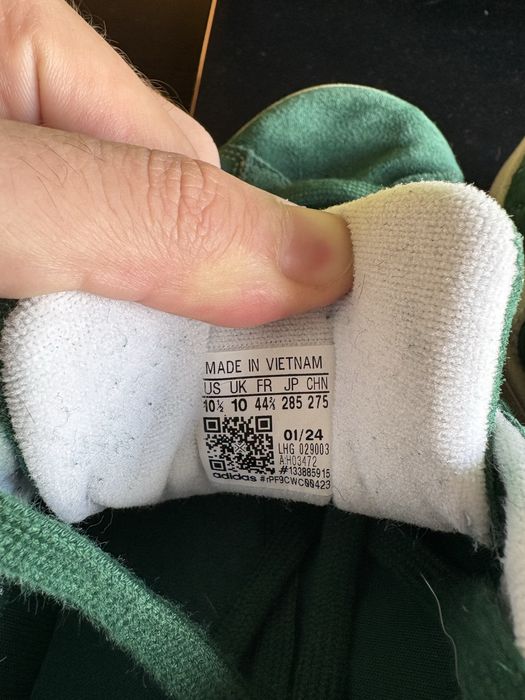 MADE IN VIETNAM
US UK FR JP CHN
10½ 10 44⅔ 285 275
01/24
LHG 029003
A:H03472
#133885915
adidas #rPF9CWC00423